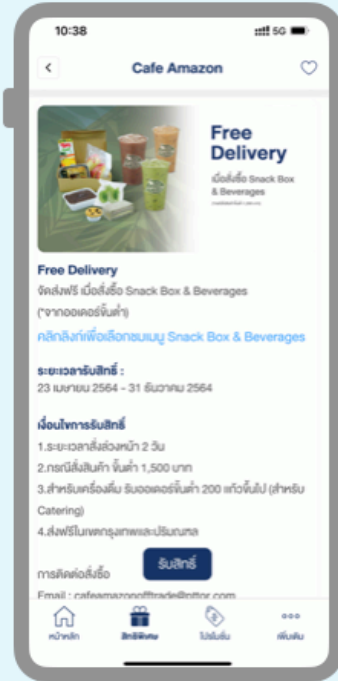 10:38
5G
Cafe Amazon
Free
Delivery
เมื่อสั่งซื้อ Snack Box
& Beverages
Free Delivery
จัดส่งฟรี เมื่อสั่งซื้อ Snack Box & Beverages
(*จากออเดอร์ขั้นต่ำ)
คลิกลิงก์เพื่อเลือกชมเมนู Snack Box & Beverages
ระยะเวลารับสิทธิ์ :
23 เมษายน 2564 - 31 ธันวาคม 2564
เงื่อนไขการรับสิทธิ์
1.ระยะเวลาสั่งล่วงหน้า 2 วัน
2.กรณีสั่งสินค้า ขั้นต่ำ 1,500 บาท
3.สำหรับเครื่องดื่ม รับออเดอร์ขั้นต่ำ 200 แก้วขึ้นไป (สำหรับ
Catering)
4.ส่งฟรีในเขตกรุงเทพและปริมณฑล
รับสิทธิ์
การติดต่อสั่งซื้อ
Email : cafeamazonofftrade@pttor.com
หน้าหลัก
สิทธิพิเศษ
โปรโมชั่น
เพิ่มเติม